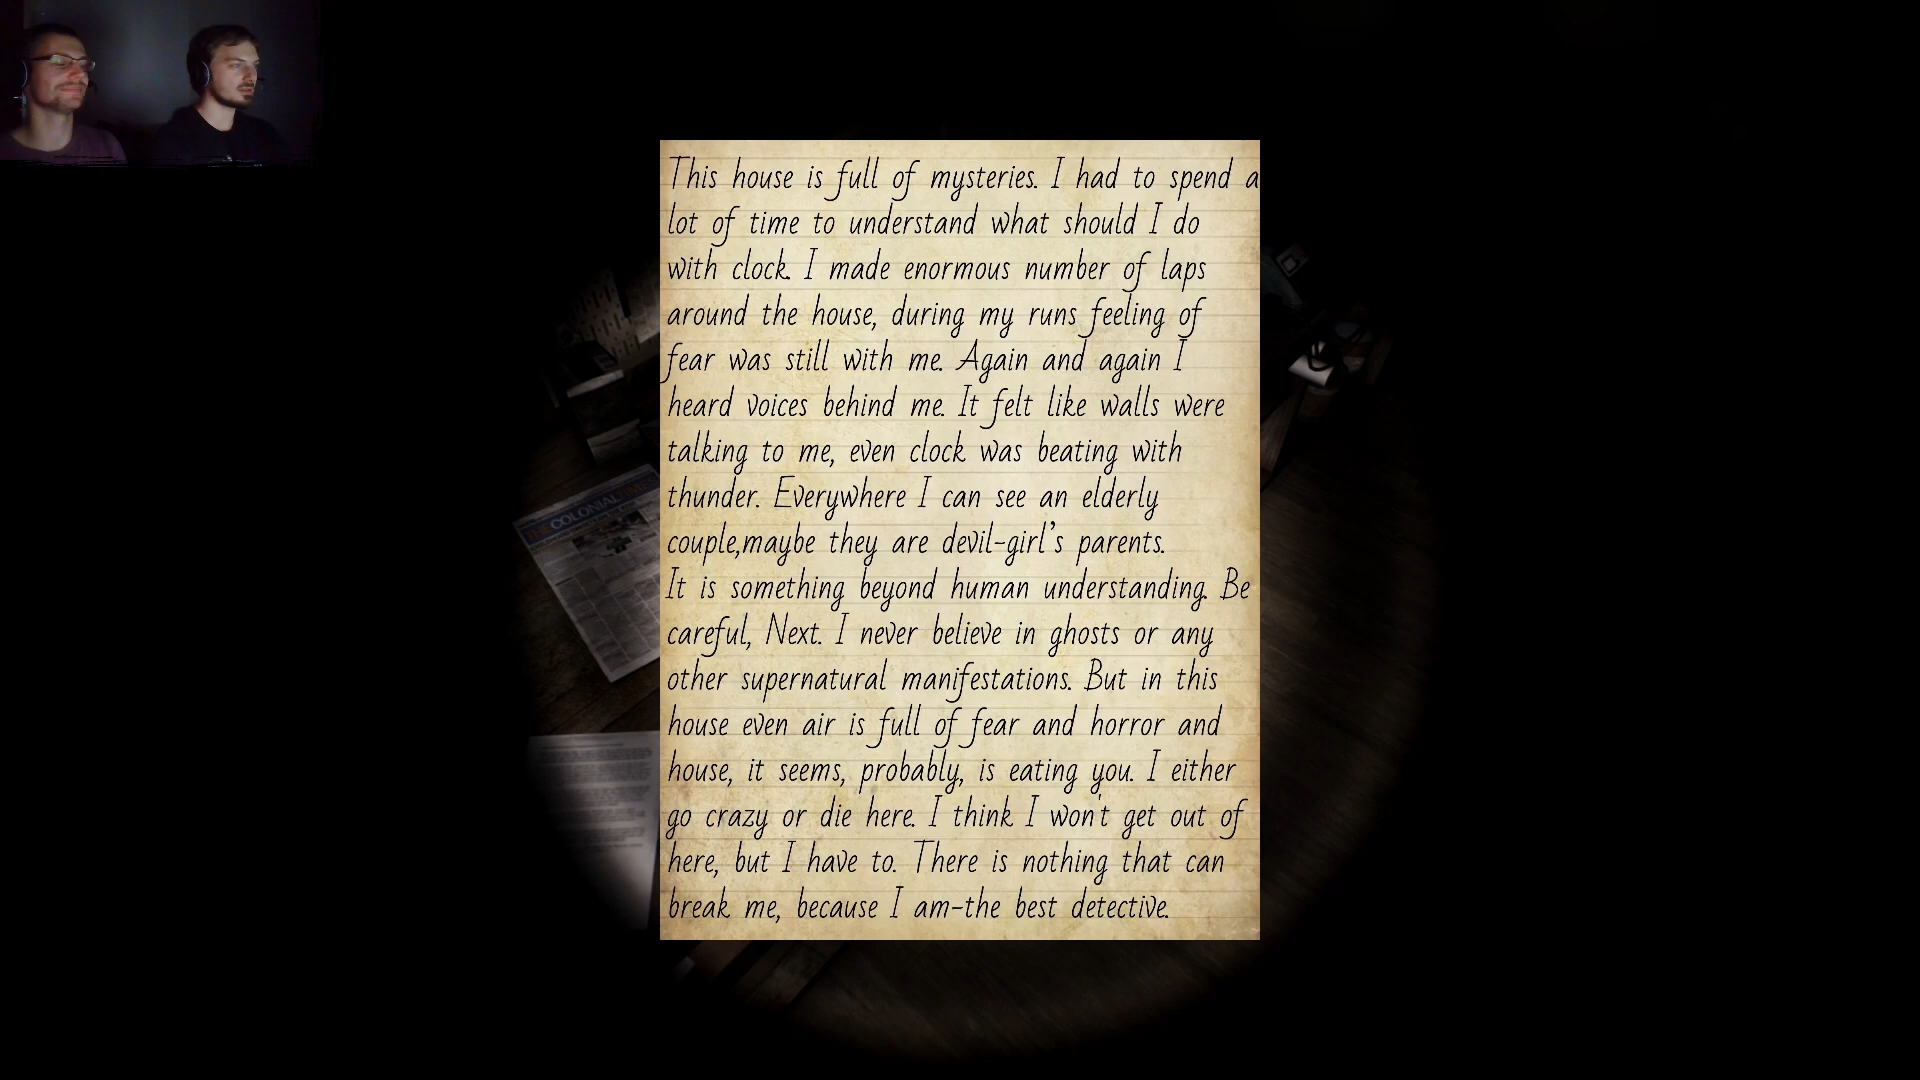 This house is full of mysteries. I had to spend a
lot of time to understand what should I do
with clock. I made enormous number of laps
around the house, during my runs feeling of
fear was still with me. Again and again I
heard voices behind me. It felt like walls were
talking to me, even clock was beating with
thunder. Everywhere I can see an elderly
couple,maybe they are devil-girl's parents.
It is something beyond human understanding. Be
careful, Next. I never believe in ghosts or any
other supernatural manifestations. But in this
house even air is full of fear and horror and
house, it seems, probably, is eating you. I either
go crazy or die here. I think I won't get out of
here, but I have to. There is nothing that can
break me, because I am-the best detective.
COLONIAL